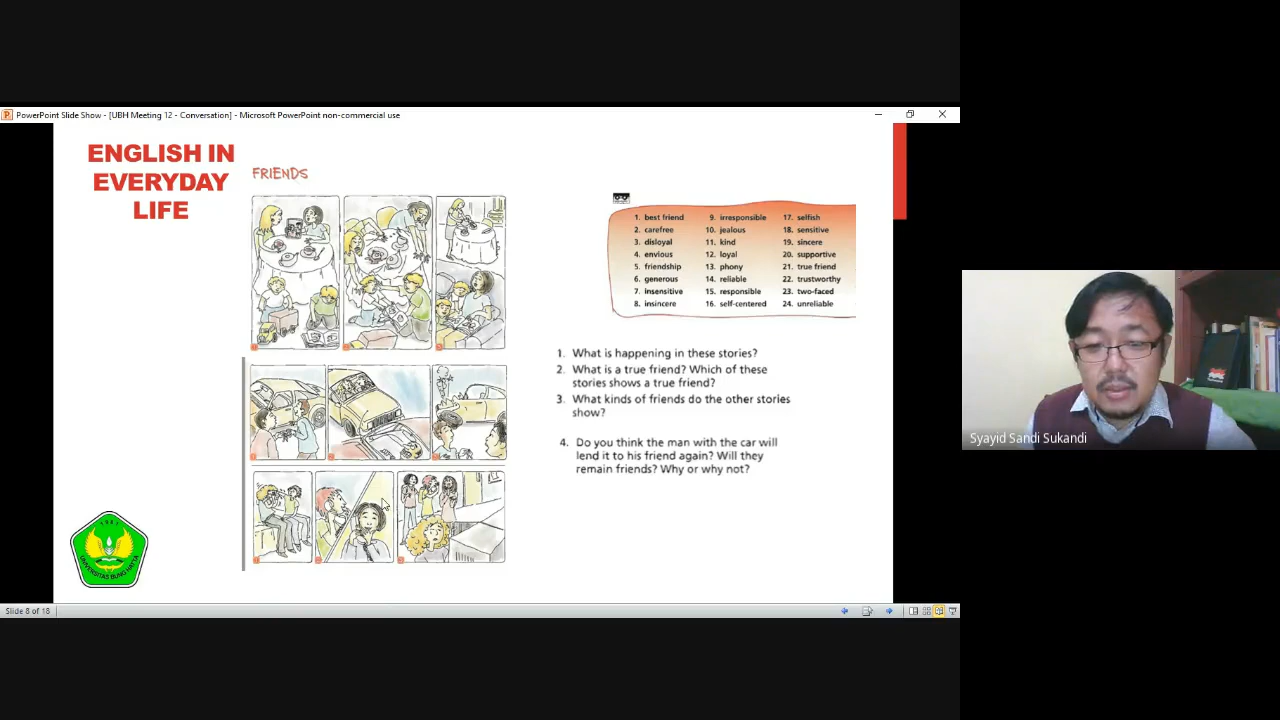 PowerPoint Slide Show - [UBH Meeting 12 - Conversation] - Microsoft PowerPoint non-commercial use
ENGLISH IN
EVERYDAY
LIFE
FRIENDS
1. best friend
2. carefree
3. disloyal
4. envious
5. friendship
6. generous
7. insensitive
8. insincere
9. irresponsible
10. jealous
11. kind
12. loyal
13. phony
14. reliable
15. responsible
16. self-centered
17. selfish
18. sensitive
19. sincere
20. supportive
21. true friend
22. trustworthy
23. two-faced
24. unreliable
1. What is happening in these stories?
2. What is a true friend? Which of these
stories shows a true friend?
3. What kinds of friends do the other stories
show?
4. Do you think the man with the car will
lend it to his friend again? Will they
remain friends? Why or why not?
1981
UNIVERSITAS BUNG HATTA
Slide 8 of 18
Syayid Sandi Sukandi